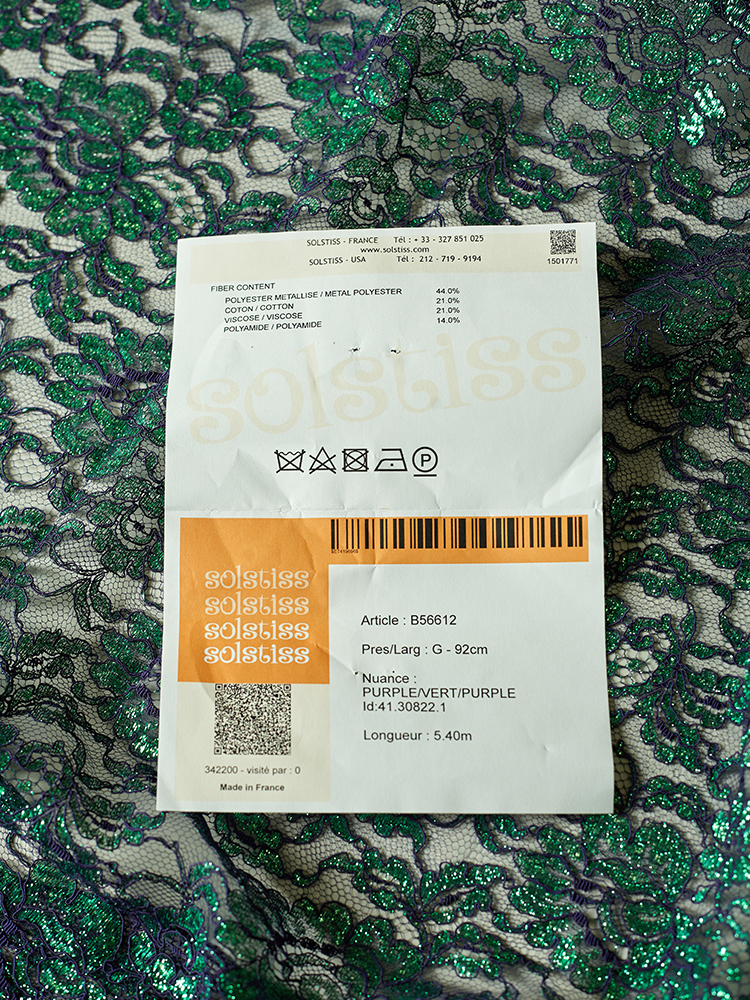 SOLSTISS - FRANCE Tél : + 33 - 327 851 025
www.solstiss.com
SOLSTISS - USA Tél : 212 - 719 - 9194
1501771
FIBER CONTENT
POLYESTER METALLISE / METAL POLYESTER 44.0%
COTON / COTTON 21.0%
VISCOSE / VISCOSE 21.0%
POLYAMIDE / POLYAMIDE 14.0%
solstiss
P
solstiss
solstiss
solstiss
solstiss
Article : B56612
Pres/Larg : G - 92cm
Nuance :
PURPLE/VERT/PURPLE
Id:41.30822.1
Longueur : 5.40m
342200 - visité par : 0
Made in France